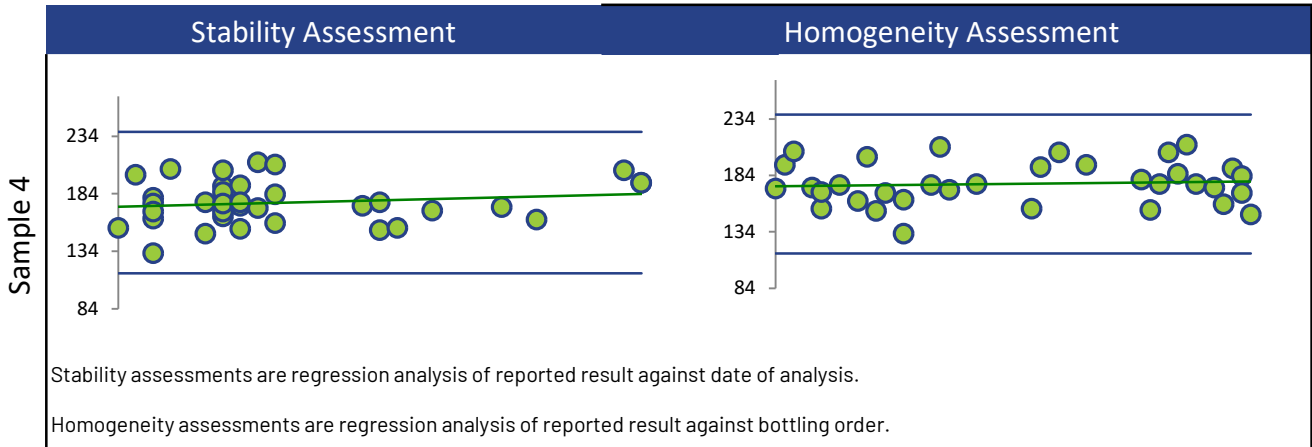 Stability Assessment
Homogeneity Assessment
Sample 4
234
184
134
84
234
184
134
84
Stability assessments are regression analysis of reported result against date of analysis.
Homogeneity assessments are regression analysis of reported result against bottling order.